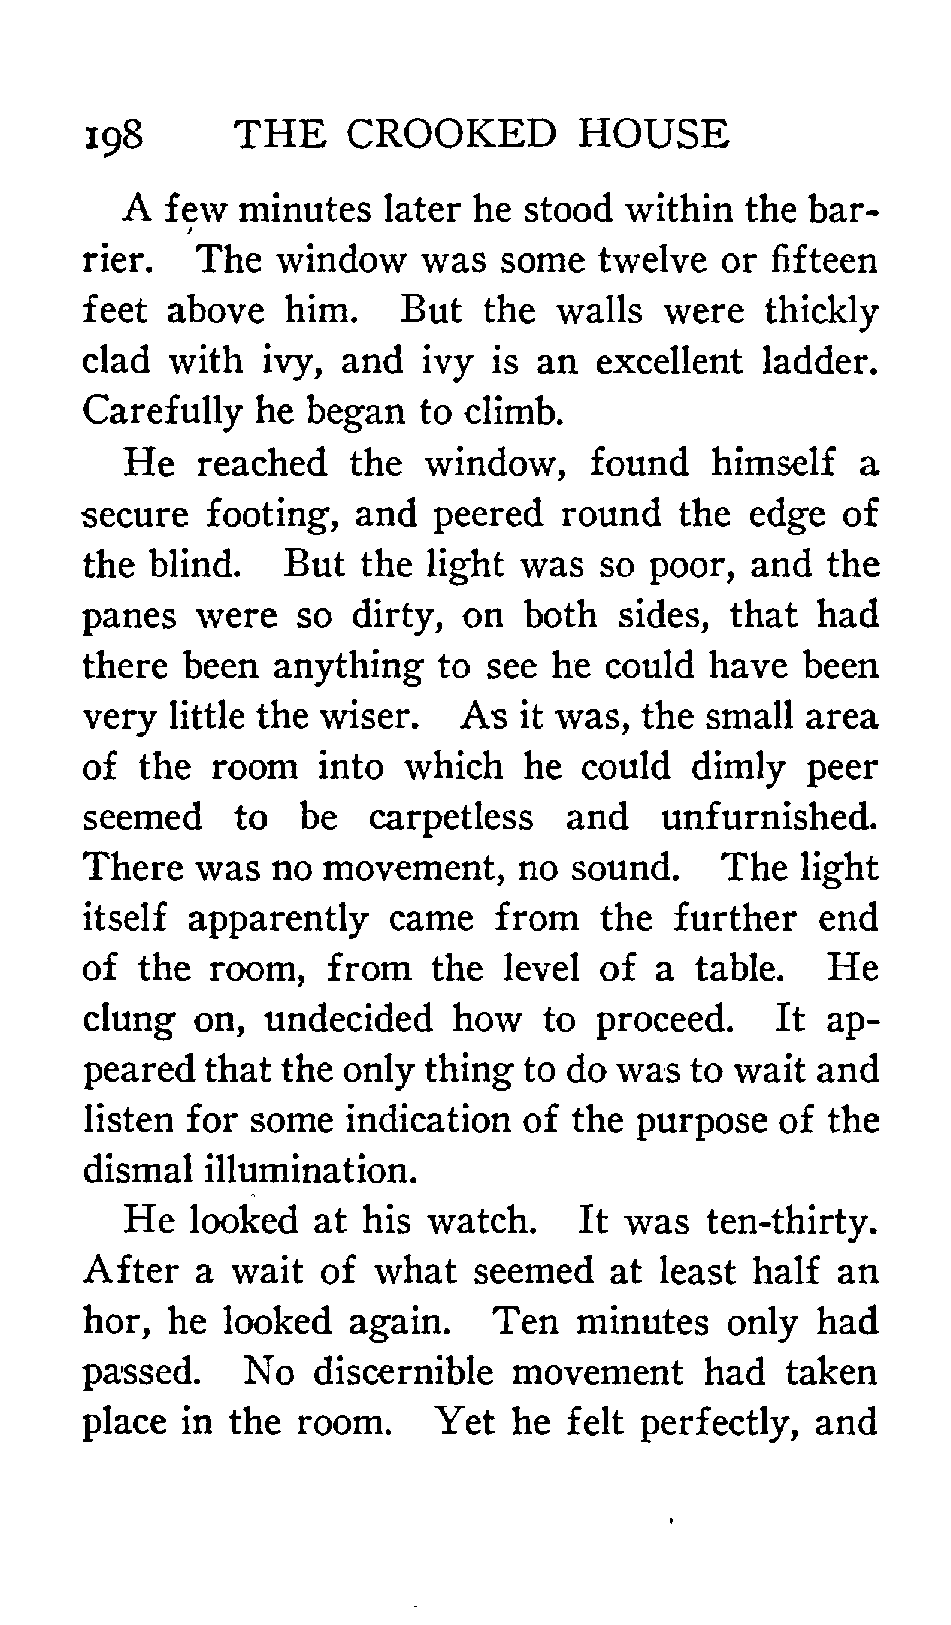 198 THE CROOKED HOUSE
A few minutes later he stood within the bar-
rier. The window was some twelve or fifteen
feet above him. But the walls were thickly
clad with ivy, and ivy is an excellent ladder.
Carefully he began to climb.
He reached the window, found himself a
secure footing, and peered round the edge of
the blind. But the light was so poor, and the
panes were so dirty, on both sides, that had
there been anything to see he could have been
very little the wiser. As it was, the small area
of the room into which he could dimly peer
seemed to be carpetless and unfurnished.
There was no movement, no sound. The light
itself apparently came from the further end
of the room, from the level of a table. He
clung on, undecided how to proceed. It ap-
peared that the only thing to do was to wait and
listen for some indication of the purpose of the
dismal illumination.
He looked at his watch. It was ten-thirty.
After a wait of what seemed at least half an
hor, he looked again. Ten minutes only had
passed. No discernible movement had taken
place in the room. Yet he felt perfectly, and